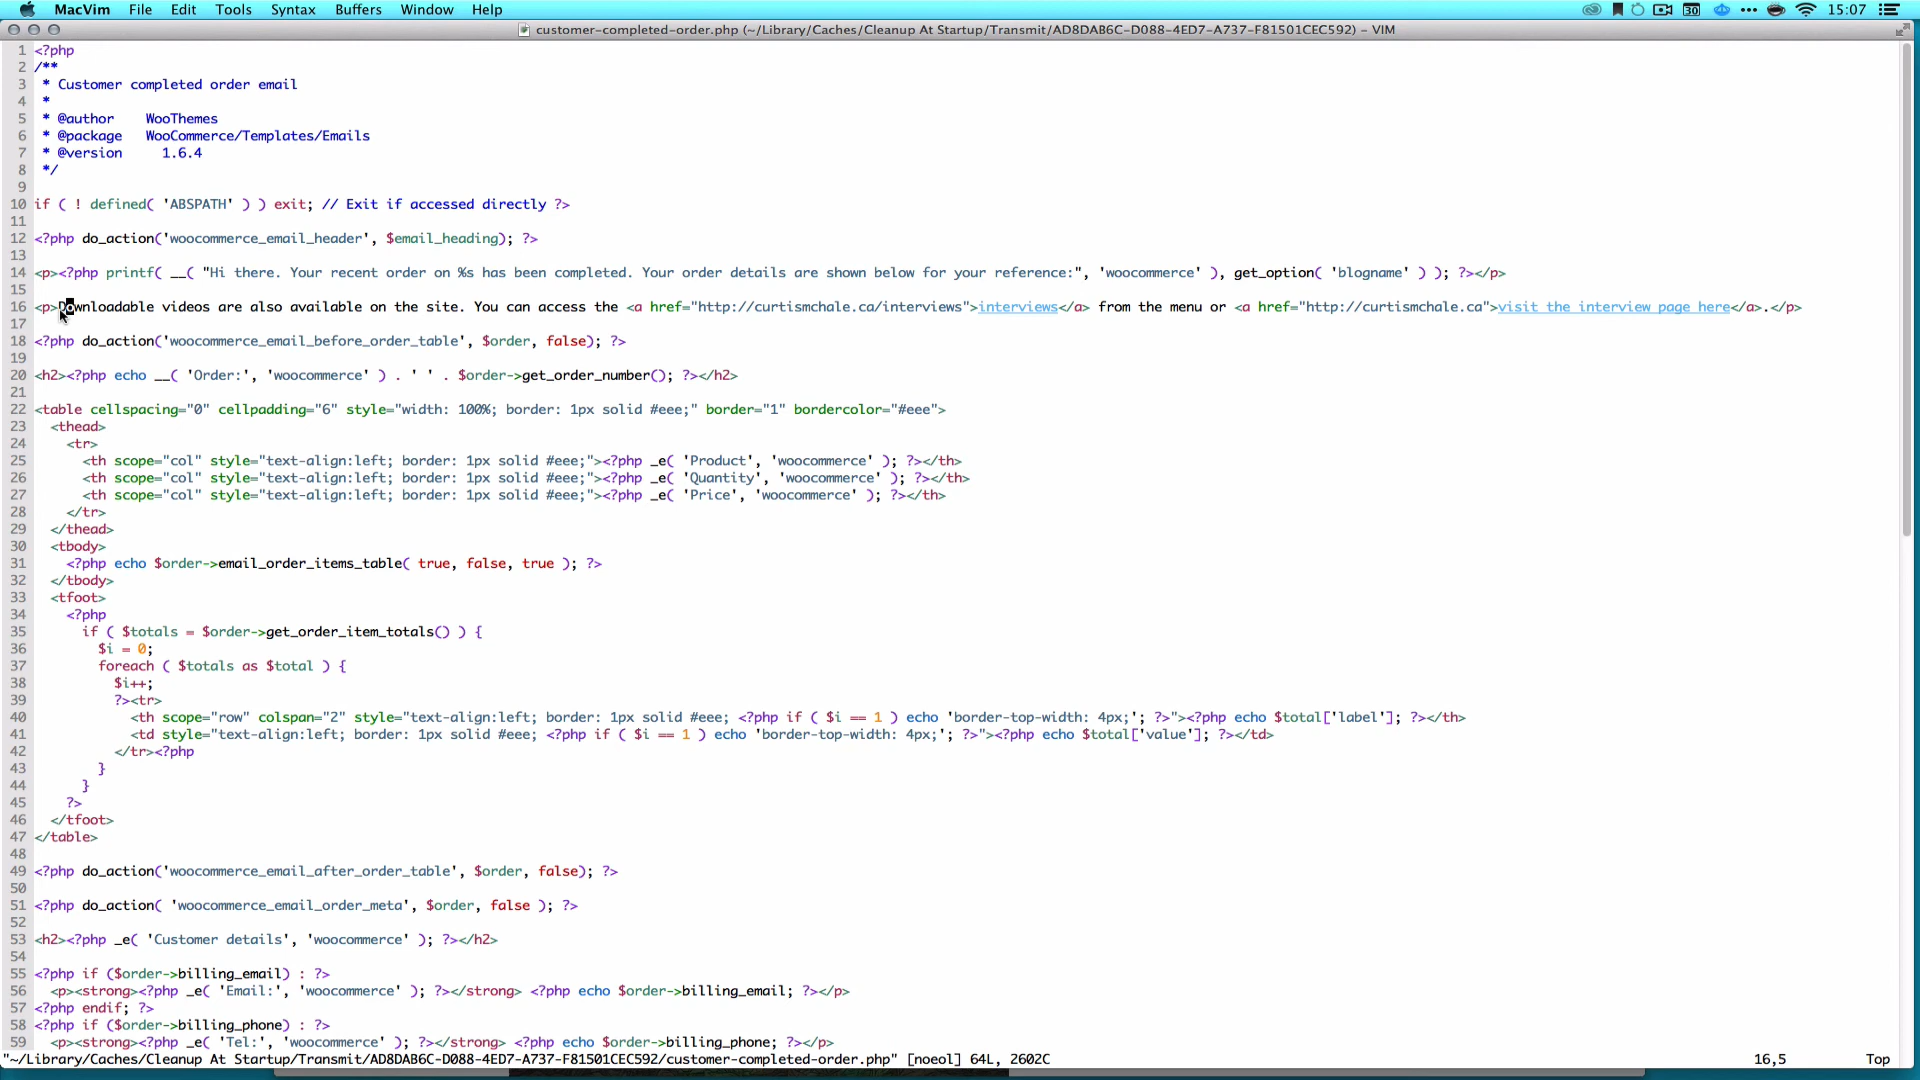 MacVim File Edit Tools Syntax Buffers Window Help 30 15:07
customer-completed-order.php (~/Library/Caches/Cleanup At Startup/Transmit/AD8DAB6C-D088-4ED7-A737-F81501CEC592) – VIM
1 <?php
2 /**
3  * Customer completed order email
4  *
5  * @author    WooThemes
6  * @package   WooCommerce/Templates/Emails
7  * @version     1.6.4
8  */
9
10 if ( ! defined( 'ABSPATH' ) ) exit; // Exit if accessed directly ?>
11
12 <?php do_action('woocommerce_email_header', $email_heading); ?>
13
14 <p><?php printf( __( "Hi there. Your recent order on %s has been completed. Your order details are shown below for your reference:", 'woocommerce' ), get_option( 'blogname' ) ); ?></p>
15
16 <p>Downloadable videos are also available on the site. You can access the <a href="http://curtismchale.ca/interviews">interviews</a> from the menu or <a href="http://curtismchale.ca">visit the interview page here</a>.</p>
17
18 <?php do_action('woocommerce_email_before_order_table', $order, false); ?>
19
20 <h2><?php echo __( 'Order:', 'woocommerce' ) . ' ' . $order->get_order_number(); ?></h2>
21
22 <table cellspacing="0" cellpadding="6" style="width: 100%; border: 1px solid #eee;" border="1" bordercolor="#eee">
23   <thead>
24     <tr>
25       <th scope="col" style="text-align:left; border: 1px solid #eee;"><?php _e( 'Product', 'woocommerce' ); ?></th>
26       <th scope="col" style="text-align:left; border: 1px solid #eee;"><?php _e( 'Quantity', 'woocommerce' ); ?></th>
27       <th scope="col" style="text-align:left; border: 1px solid #eee;"><?php _e( 'Price', 'woocommerce' ); ?></th>
28     </tr>
29   </thead>
30   <tbody>
31     <?php echo $order->email_order_items_table( true, false, true ); ?>
32   </tbody>
33   <tfoot>
34     <?php
35       if ( $totals = $order->get_order_item_totals() ) {
36         $i = 0;
37         foreach ( $totals as $total ) {
38           $i++;
39           ?><tr>
40             <th scope="row" colspan="2" style="text-align:left; border: 1px solid #eee; <?php if ( $i == 1 ) echo 'border-top-width: 4px;'; ?>"><?php echo $total['label']; ?></th>
41             <td style="text-align:left; border: 1px solid #eee; <?php if ( $i == 1 ) echo 'border-top-width: 4px;'; ?>"><?php echo $total['value']; ?></td>
42           </tr><?php
43         }
44       }
45     ?>
46   </tfoot>
47 </table>
48
49 <?php do_action('woocommerce_email_after_order_table', $order, false); ?>
50
51 <?php do_action( 'woocommerce_email_order_meta', $order, false ); ?>
52
53 <h2><?php _e( 'Customer details', 'woocommerce' ); ?></h2>
54
55 <?php if ($order->billing_email) : ?>
56   <p><strong><?php _e( 'Email:', 'woocommerce' ); ?></strong> <?php echo $order->billing_email; ?></p>
57 <?php endif; ?>
58 <?php if ($order->billing_phone) : ?>
59   <p><strong><?php _e( 'Tel:', 'woocommerce' ); ?></strong> <?php echo $order->billing_phone; ?></p>
"~/Library/Caches/Cleanup At Startup/Transmit/AD8DAB6C-D088-4ED7-A737-F81501CEC592/customer-completed-order.php" [noeol] 64L, 2602C 16,5 Top